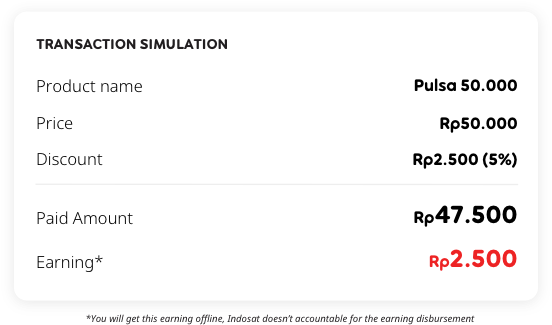 TRANSACTION SIMULATION
Product name Pulsa 50.000
Price Rp50.000
Discount Rp2.500 (5%)
Paid Amount Rp47.500
Earning* Rp2.500
*You will get this earning offline, Indosat doesn't accountable for the earning disbursement